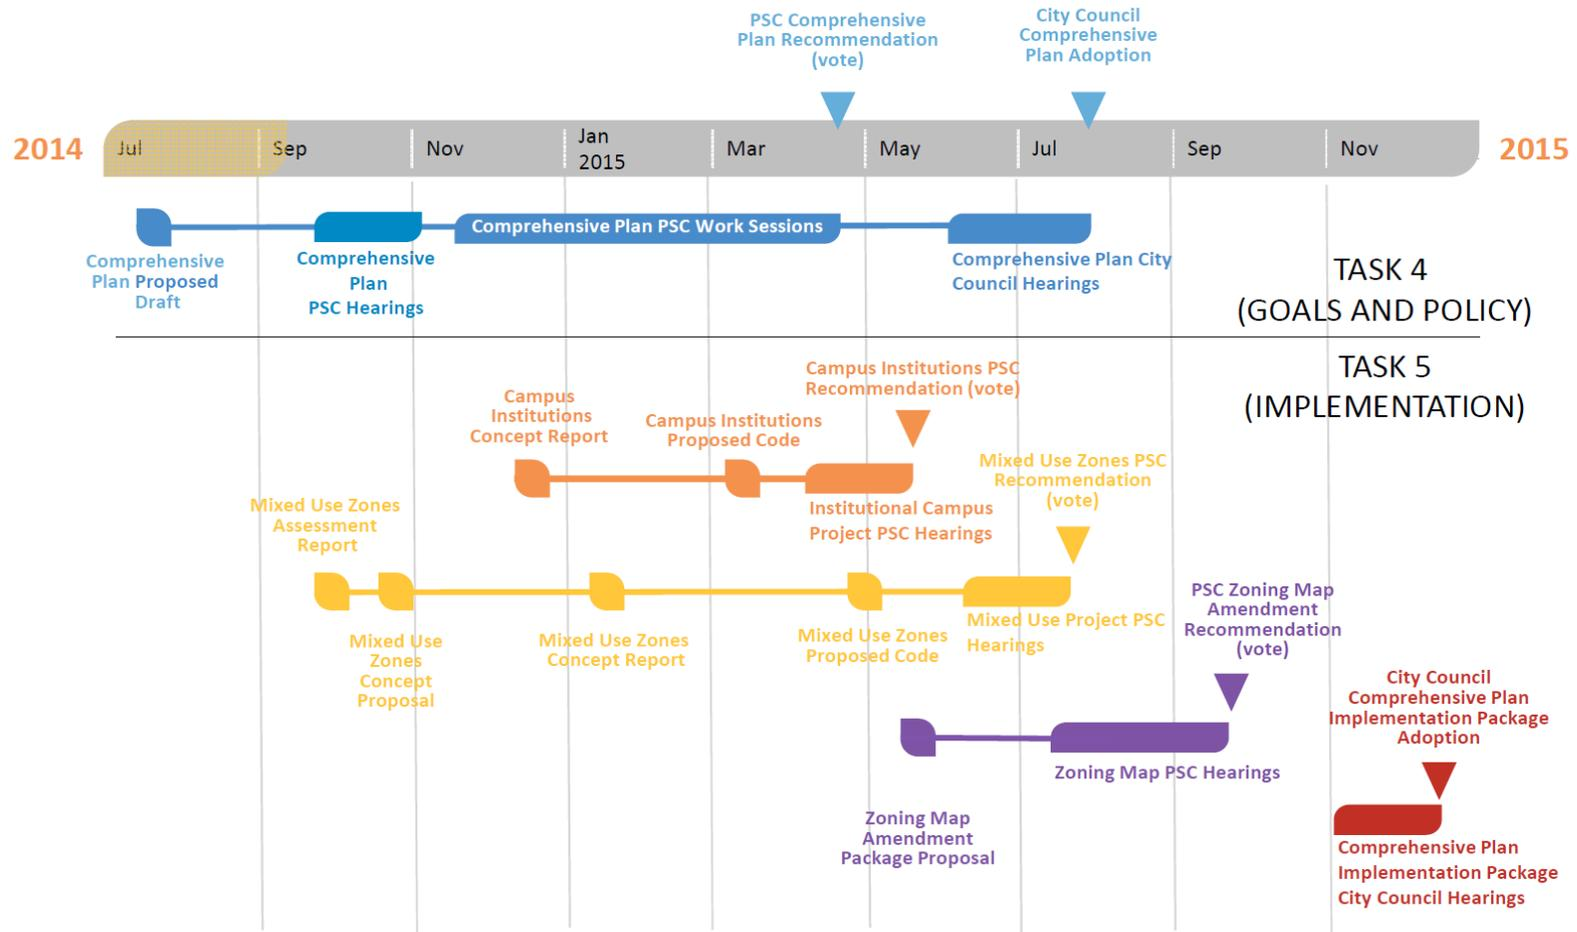 PSC Comprehensive
Plan Recommendation
(vote)
City Council
Comprehensive
Plan Adoption
2014
Jul
Sep
Nov
Jan
2015
Mar
May
Jul
Sep
Nov
2015
Comprehensive Plan PSC Work Sessions
Comprehensive
Plan Proposed
Draft
Comprehensive
Plan
PSC Hearings
Comprehensive Plan City
Council Hearings
TASK 4
(GOALS AND POLICY)
TASK 5
(IMPLEMENTATION)
Campus Institutions PSC
Recommendation (vote)
Campus
Institutions
Concept Report
Campus Institutions
Proposed Code
Institutional Campus
Project PSC Hearings
Mixed Use Zones PSC
Recommendation
(vote)
Mixed Use Zones
Assessment
Report
Mixed Use
Zones
Concept
Proposal
Mixed Use Zones
Concept Report
Mixed Use Zones
Proposed Code
Mixed Use Project PSC
Hearings
PSC Zoning Map
Amendment
Recommendation
(vote)
Zoning Map PSC Hearings
Zoning Map
Amendment
Package Proposal
City Council
Comprehensive Plan
Implementation Package
Adoption
Comprehensive Plan
Implementation Package
City Council Hearings